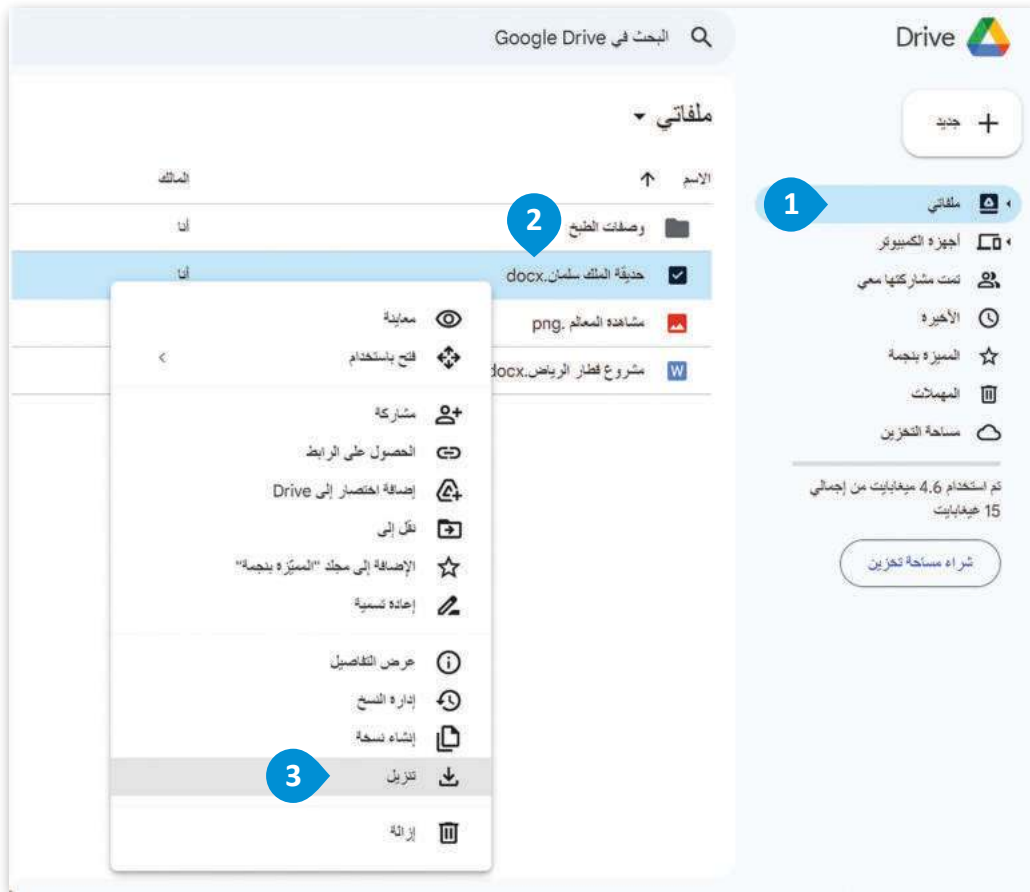 Drive
البحث في Google Drive
جديد
1
ملفاتي
أجهزة الكمبيوتر
تمت مشاركتها معي
الأخيرة
المميزة بنجمة
المهملات
مساحة التخزين
تم استخدام 4.6 ميغابايت من إجمالي
15 غيغابايت
شراء مساحة تخزين
ملفاتي
الاسم
المالك
وصفات الطبخ
أنا
2
حديقة الملك سلمان.docx
أنا
مشاهدة المعالم .png
مشروع قطار الرياض.docx
معاينة
فتح باستخدام
مشاركة
الحصول على الرابط
إضافة اختصار إلى Drive
نقل إلى
الإضافة إلى مجلد "المميّزة بنجمة"
إعادة تسمية
عرض التفاصيل
إدارة النسخ
إنشاء نسخة
3
تنزيل
إزالة